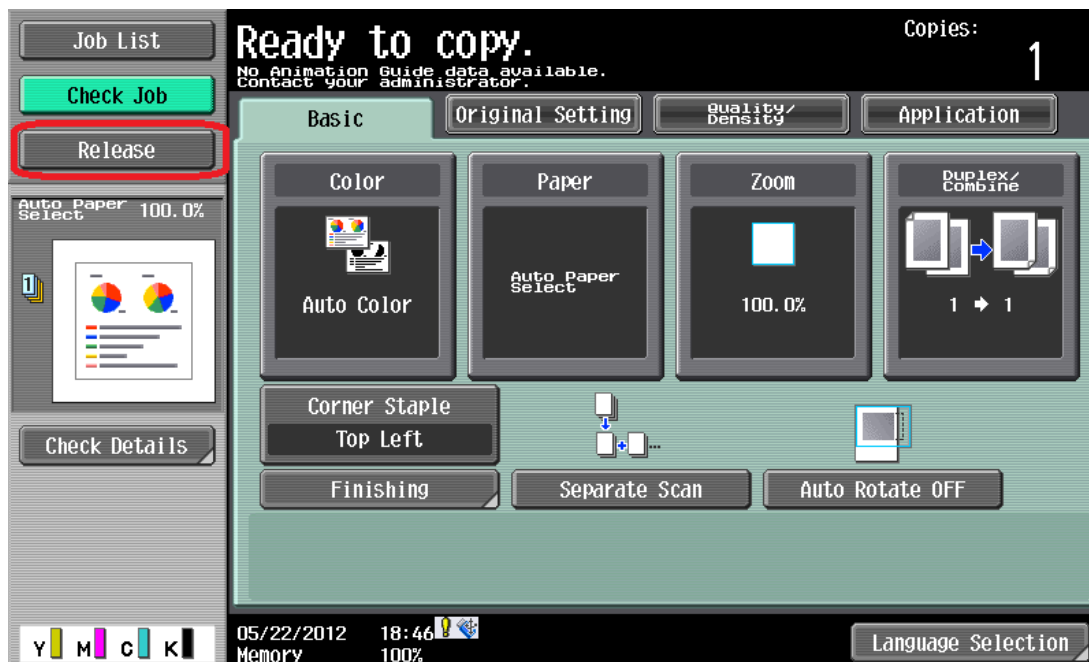 Job List
Check Job
Release
Auto Paper
Select
100.0%
1
Check Details
Y M C K
Ready to copy.
No Animation Guide data available.
Contact your administrator.
Copies:
1
Basic
Original Setting
Quality/
Density
Application
Color
Auto Color
Paper
Auto Paper
Select
Zoom
100.0%
Duplex/
Combine
1 → 1
Corner Staple
Top Left
...
Finishing
Separate Scan
Auto Rotate OFF
05/22/2012 18:46
Memory 100%
Language Selection